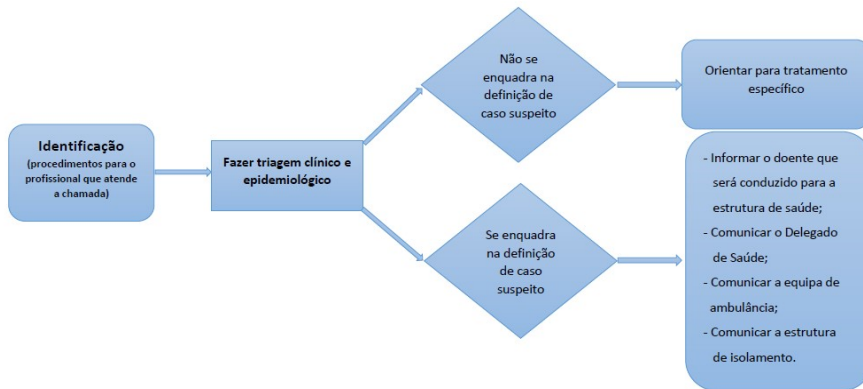 Identificação
(procedimentos para o
profissional que atende
a chamada)
Fazer triagem clínico e
epidemiológico
Não se
enquadra na
definição de
caso suspeito
Orientar para tratamento
específico
Se enquadra
na definição
de caso
suspeito
- Informar o doente que
será conduzido para a
estrutura de saúde;
- Comunicar o Delegado
de Saúde;
- Comunicar a equipa de
ambulância;
- Comunicar a estrutura
de isolamento.